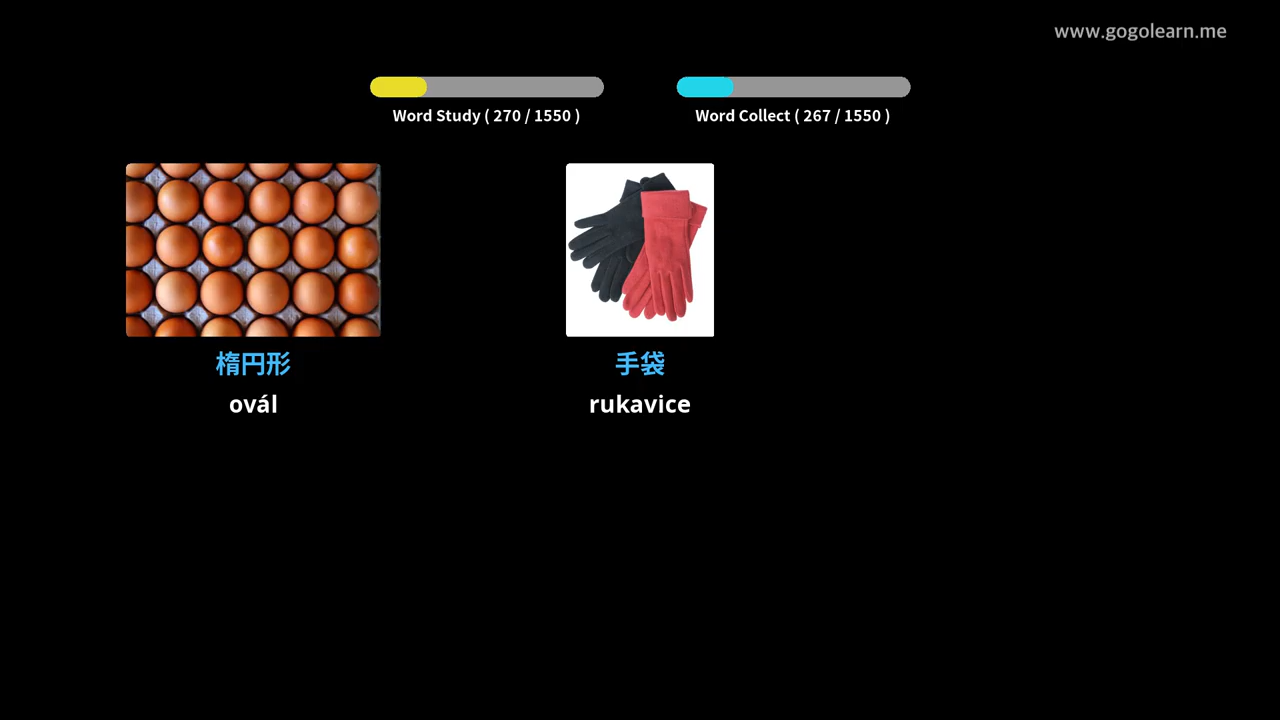 www.gogolearn.me
Word Study ( 270 / 1550 )
Word Collect ( 267 / 1550 )
楕円形
ovál
手袋
rukavice